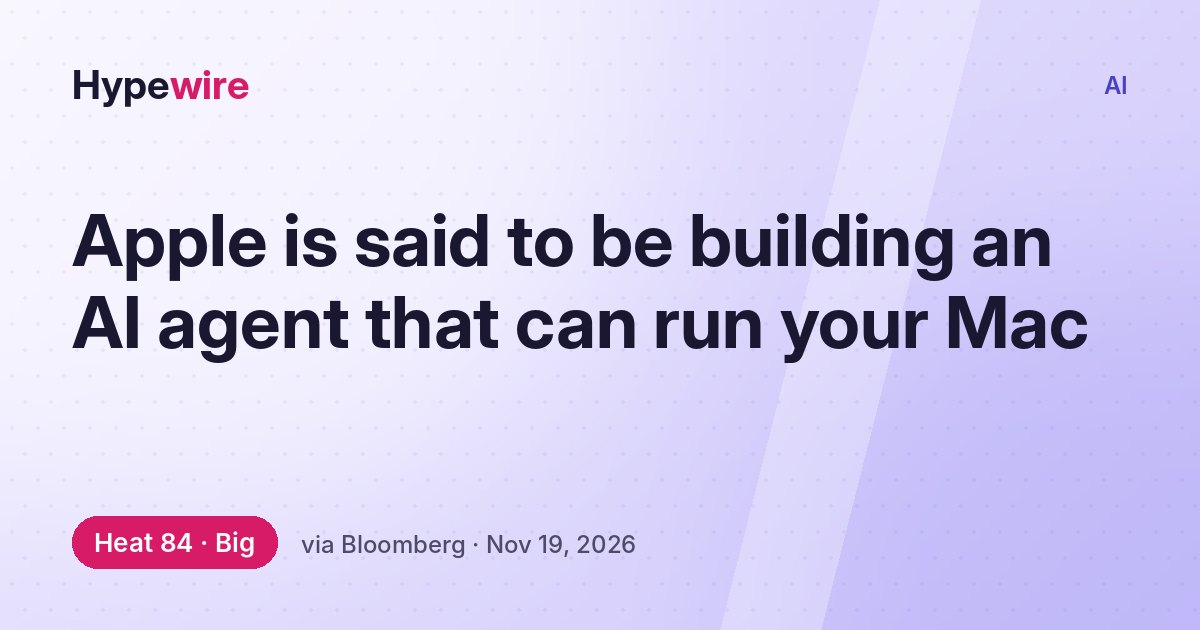 Hypewire
AI
Apple is said to be building an
AI agent that can run your Mac
Heat 84 · Big
via Bloomberg · Nov 19, 2026